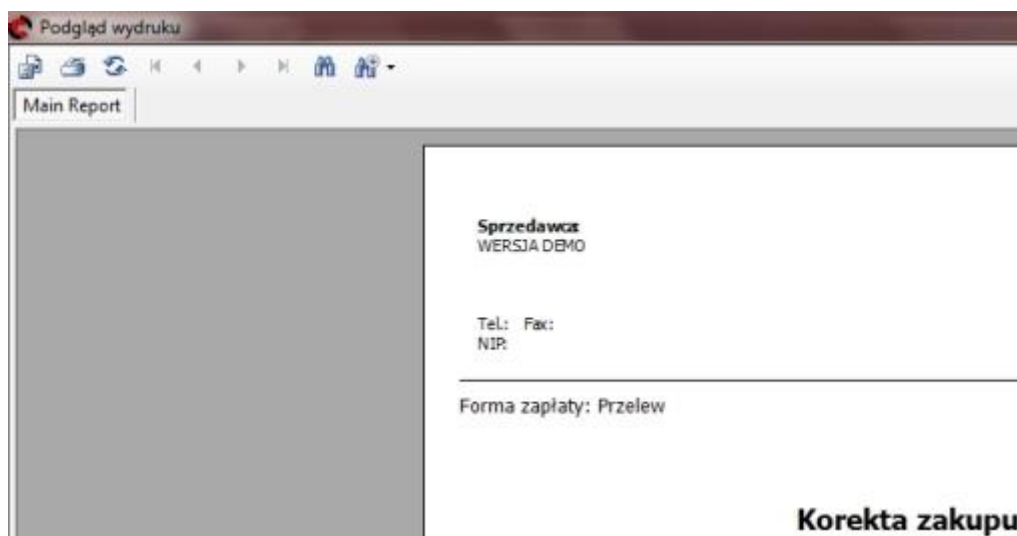 Podgląd wydruku
Main Report
Sprzedawca:
WERSJA DEMO
Tel.: Fax:
NIP:
Forma zapłaty: Przelew
Korekta zakupu